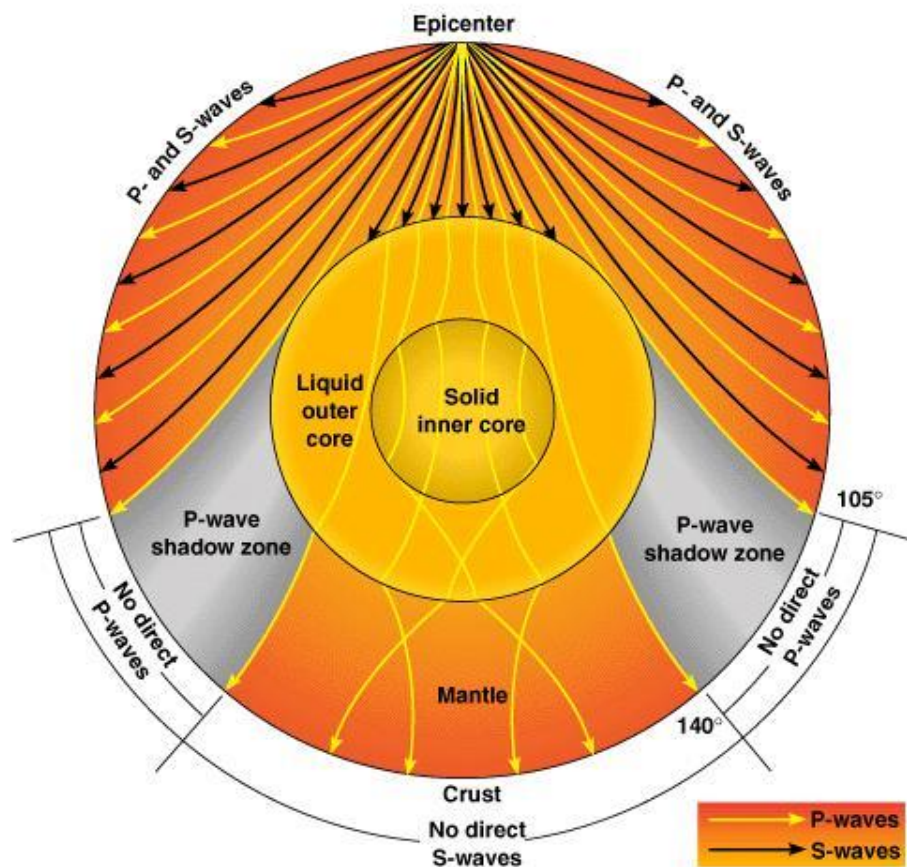 Epicenter
P- and S-waves
P- and S-waves
Liquid
outer
core
Solid
inner core
105°
P-wave
shadow zone
P-wave
shadow zone
No direct
P-waves
No direct
P-waves
Mantle
140°
Crust
No direct
S-waves
P-waves
S-waves